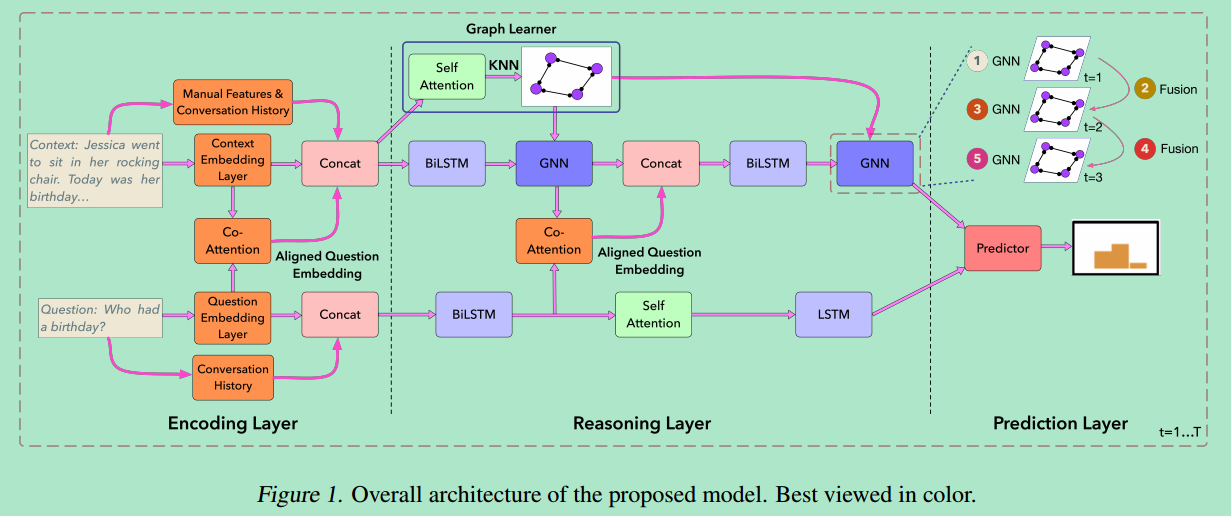 Graph Learner
Self
Attention
KNN
1 GNN
t=1
2 Fusion
3 GNN
t=2
4 Fusion
5 GNN
t=3
Manual Features &
Conversation History
Context: Jessica went
to sit in her rocking
chair. Today was her
birthday...
Context
Embedding
Layer
Concat
BiLSTM
GNN
Concat
BiLSTM
GNN
Co-
Attention
Aligned Question
Embedding
Co-
Attention
Aligned Question
Embedding
Predictor
Question: Who had
a birthday?
Question
Embedding
Layer
Concat
BiLSTM
Self
Attention
LSTM
Conversation
History
Encoding Layer
Reasoning Layer
Prediction Layer
t=1...T
Figure 1. Overall architecture of the proposed model. Best viewed in color.